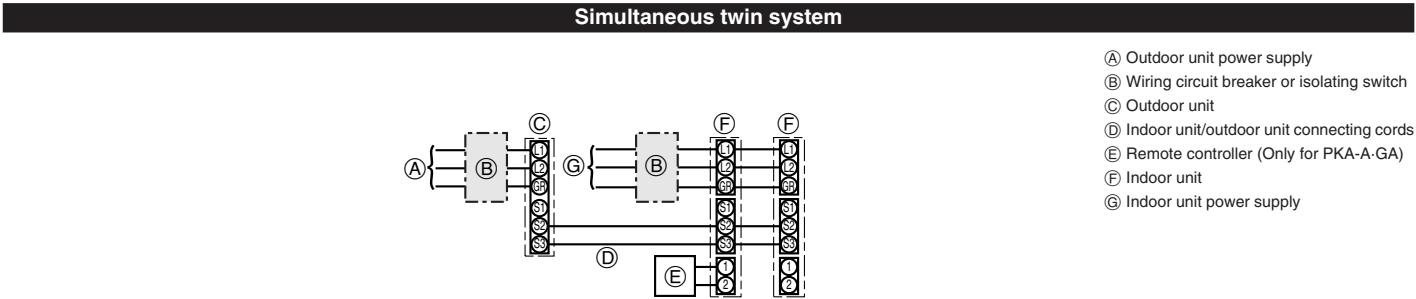 Simultaneous twin system
Ⓐ Outdoor unit power supply
Ⓑ Wiring circuit breaker or isolating switch
Ⓒ Outdoor unit
Ⓓ Indoor unit/outdoor unit connecting cords
Ⓔ Remote controller (Only for PKA-A·GA)
Ⓕ Indoor unit
Ⓖ Indoor unit power supply
Ⓒ Ⓕ Ⓕ
L1 L1 L1
Ⓐ Ⓑ L2 Ⓖ Ⓑ L2 L2
GR GR GR
S1 S1 S1
S2 S2 S2
S3 S3 S3
Ⓓ
Ⓔ 1 1
2 2